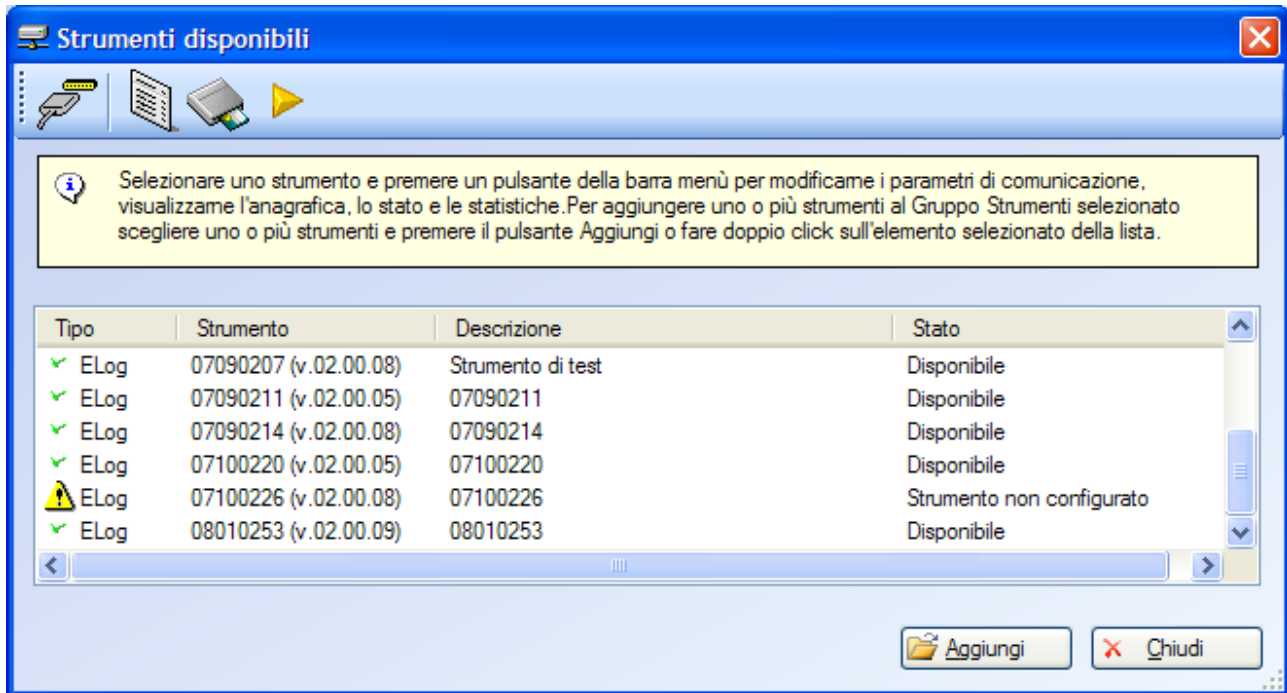 Strumenti disponibili
Selezionare uno strumento e premere un pulsante della barra menù per modificarne i parametri di comunicazione,
visualizzarne l'anagrafica, lo stato e le statistiche.Per aggiungere uno o più strumenti al Gruppo Strumenti selezionato
scegliere uno o più strumenti e premere il pulsante Aggiungi o fare doppio click sull'elemento selezionato della lista.
Tipo Strumento Descrizione Stato
ELog 07090207 (v.02.00.08) Strumento di test Disponibile
ELog 07090211 (v.02.00.05) 07090211 Disponibile
ELog 07090214 (v.02.00.08) 07090214 Disponibile
ELog 07100220 (v.02.00.05) 07100220 Disponibile
ELog 07100226 (v.02.00.08) 07100226 Strumento non configurato
ELog 08010253 (v.02.00.09) 08010253 Disponibile
Aggiungi Chiudi